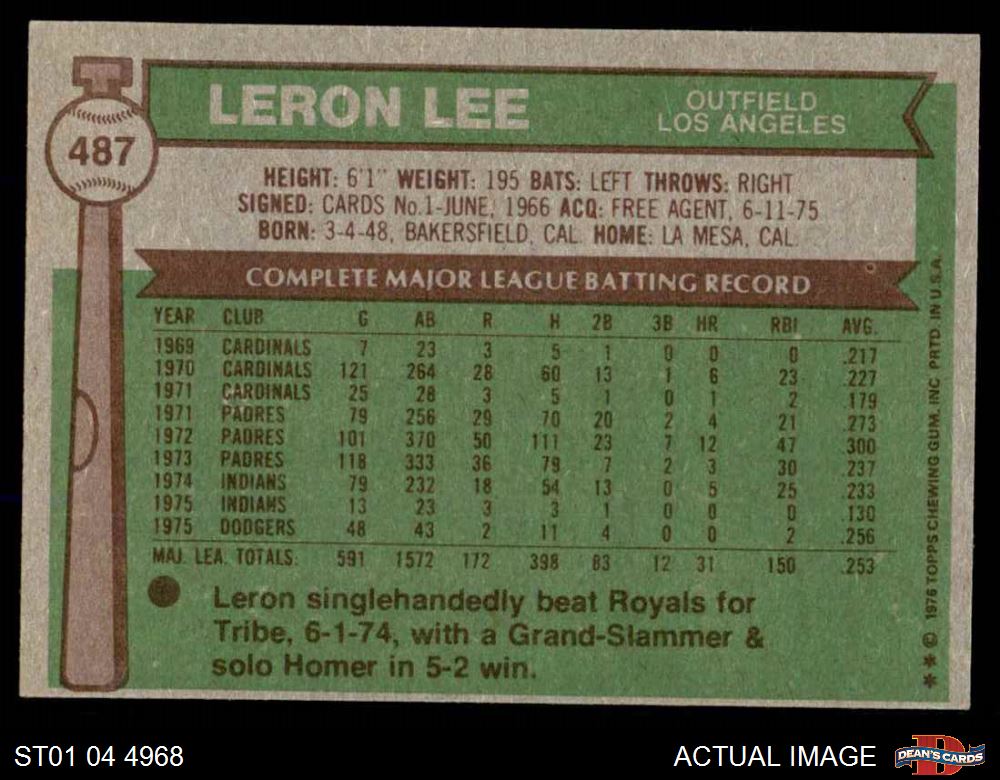 LERON LEE
OUTFIELD
LOS ANGELES
487
HEIGHT: 6'1" WEIGHT: 195 BATS: LEFT THROWS: RIGHT
SIGNED: CARDS No.1-JUNE, 1966 ACQ: FREE AGENT, 6-11-75
BORN: 3-4-48, BAKERSFIELD, CAL. HOME: LA MESA, CAL.
COMPLETE MAJOR LEAGUE BATTING RECORD
YEAR CLUB G AB R H 2B 3B HR RBI AVG.
1969 CARDINALS 7 23 3 5 1 0 0 0 .217
1970 CARDINALS 121 264 28 60 13 1 6 23 .227
1971 CARDINALS 25 28 3 5 1 0 1 2 .179
1971 PADRES 79 256 29 70 20 2 4 21 .273
1972 PADRES 101 370 50 111 23 7 12 47 .300
1973 PADRES 118 333 36 79 7 2 3 30 .237
1974 INDIANS 79 232 18 54 13 0 5 25 .233
1975 INDIANS 13 23 3 3 1 0 0 0 .130
1975 DODGERS 48 43 2 11 4 0 0 2 .256
MAJ. LEA. TOTALS: 591 1572 172 398 83 12 31 150 .253
Leron singlehandedly beat Royals for
Tribe, 6-1-74, with a Grand-Slammer &
solo Homer in 5-2 win.
** © 1976 TOPPS CHEWING GUM, INC. PRTD. IN U.S.A.
ST01 04 4968
ACTUAL IMAGE
DEAN'S CARDS